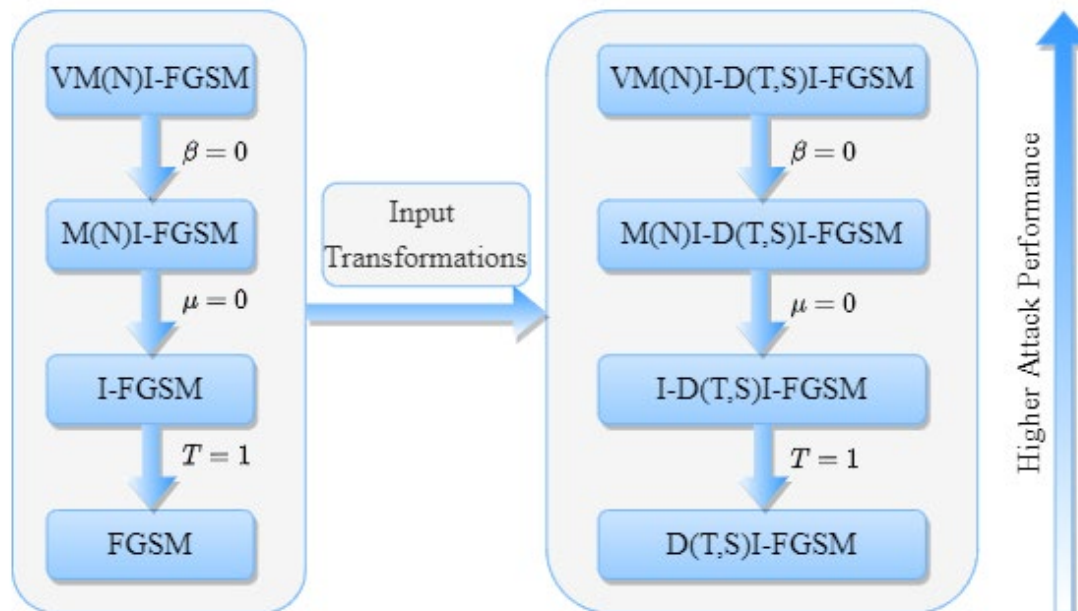 VM(N)I-FGSM
β = 0
M(N)I-FGSM
μ = 0
I-FGSM
T = 1
FGSM
Input
Transformations
VM(N)I-D(T,S)I-FGSM
β = 0
M(N)I-D(T,S)I-FGSM
μ = 0
I-D(T,S)I-FGSM
T = 1
D(T,S)I-FGSM
Higher Attack Performance